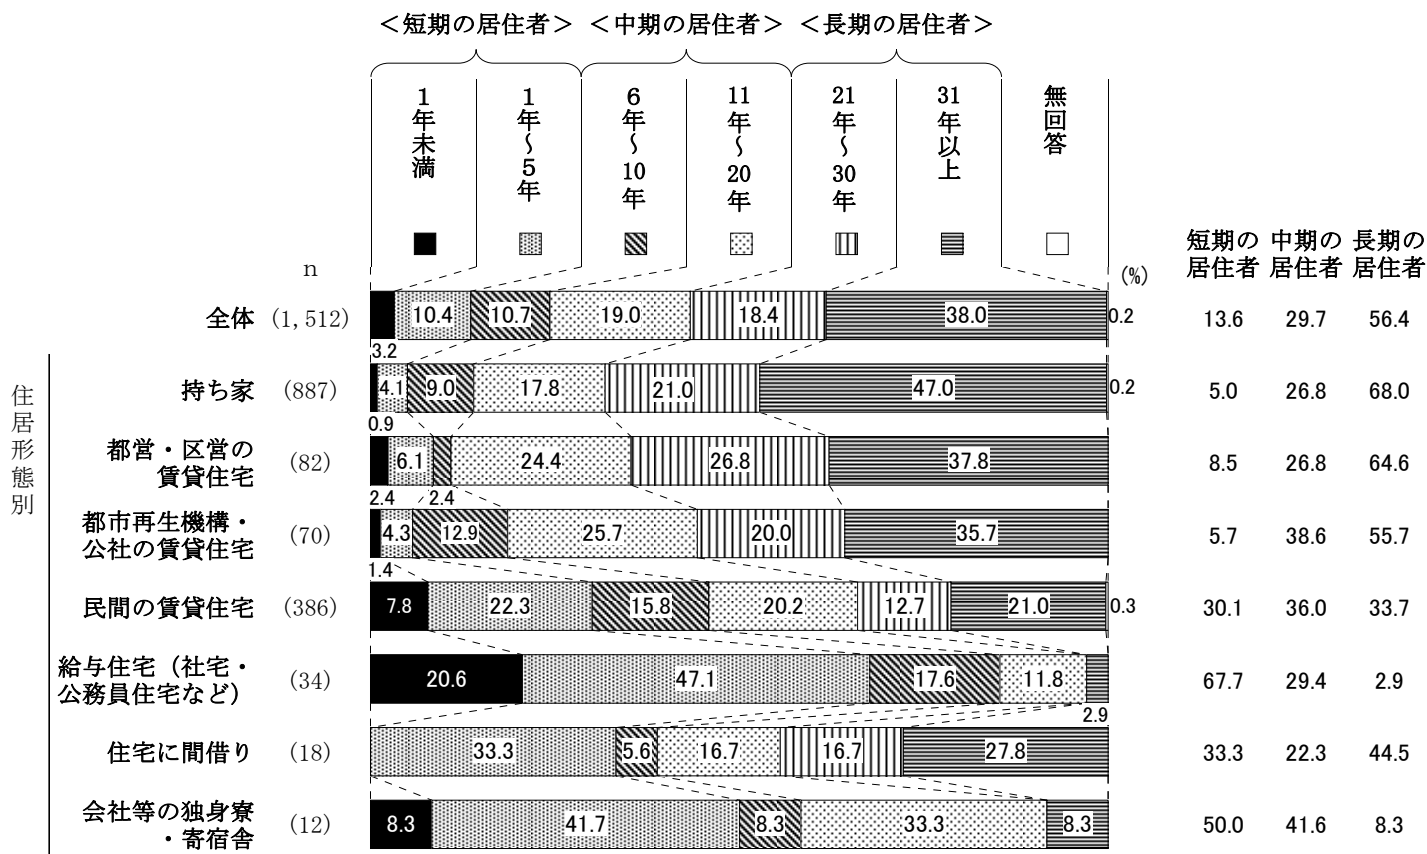 ＜短期の居住者＞ ＜中期の居住者＞ ＜長期の居住者＞
１年未満
１年～５年
６年～10年
11年～20年
21年～30年
31年以上
無回答
短期の居住者
中期の居住者
長期の居住者
ｎ
(%)
全体 (1,512) 10.4 10.7 19.0 18.4 38.0 0.2 13.6 29.7 56.4
3.2
住居形態別
持ち家 (887) 4.1 9.0 17.8 21.0 47.0 0.2 5.0 26.8 68.0
0.9
都営・区営の
賃貸住宅
(82) 6.1 24.4 26.8 37.8 8.5 26.8 64.6
2.4 2.4
都市再生機構・
公社の賃貸住宅
(70) 4.3 12.9 25.7 20.0 35.7 5.7 38.6 55.7
1.4
民間の賃貸住宅 (386) 7.8 22.3 15.8 20.2 12.7 21.0 0.3 30.1 36.0 33.7
給与住宅（社宅・
公務員住宅など）
(34) 20.6 47.1 17.6 11.8 67.7 29.4 2.9
2.9
住宅に間借り (18) 33.3 5.6 16.7 16.7 27.8 33.3 22.3 44.5
会社等の独身寮
・寄宿舎
(12) 8.3 41.7 8.3 33.3 8.3 50.0 41.6 8.3